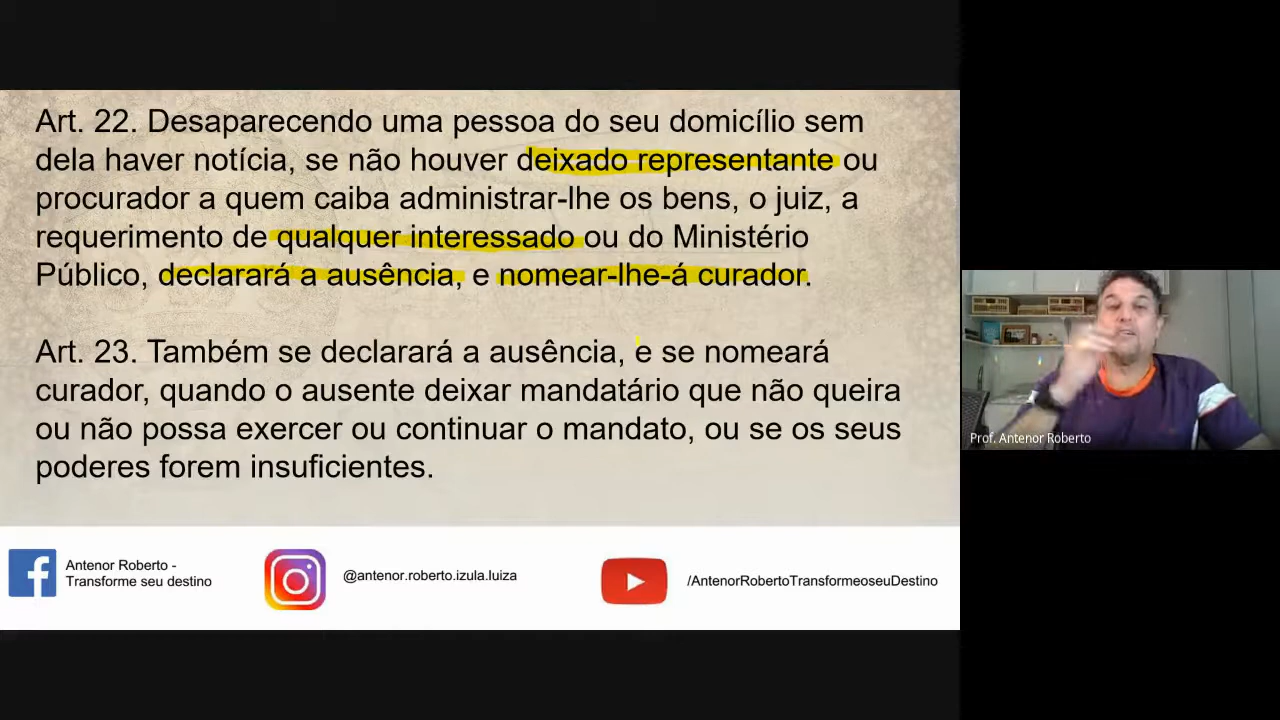 Art. 22. Desaparecendo uma pessoa do seu domicílio sem
dela haver notícia, se não houver deixado representante ou
procurador a quem caiba administrar-lhe os bens, o juiz, a
requerimento de qualquer interessado ou do Ministério
Público, declarará a ausência, e nomear-lhe-á curador.
Art. 23. Também se declarará a ausência, e se nomeará
curador, quando o ausente deixar mandatário que não queira
ou não possa exercer ou continuar o mandato, ou se os seus
poderes forem insuficientes.
Prof. Antenor Roberto
Antenor Roberto -
Transforme seu destino
@antenor.roberto.izula.luiza
/AntenorRobertoTransformeoseuDestino